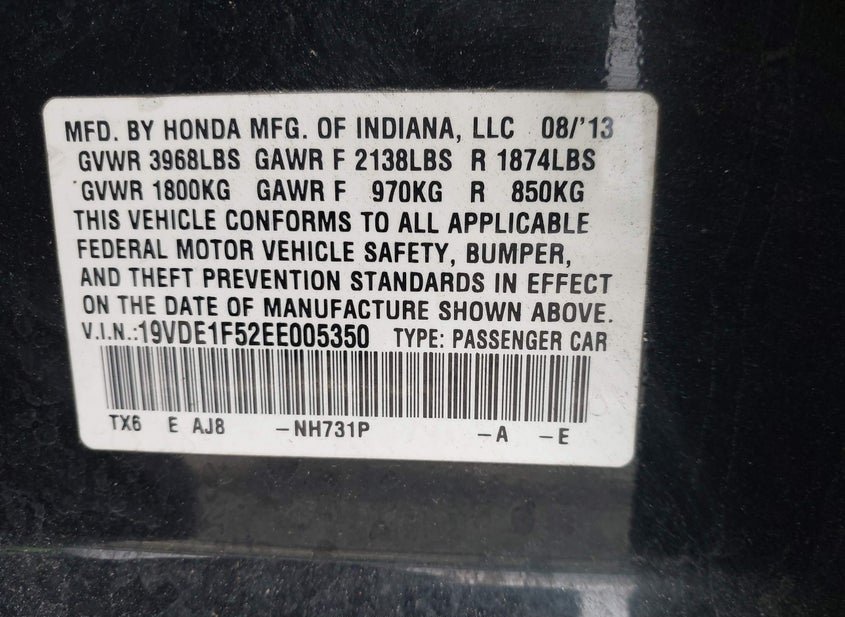 MFD. BY HONDA MFG. OF INDIANA, LLC 08/'13
GVWR 3968LBS GAWR F 2138LBS R 1874LBS
GVWR 1800KG GAWR F 970KG R 850KG
THIS VEHICLE CONFORMS TO ALL APPLICABLE
FEDERAL MOTOR VEHICLE SAFETY, BUMPER,
AND THEFT PREVENTION STANDARDS IN EFFECT
ON THE DATE OF MANUFACTURE SHOWN ABOVE.
V.I.N.:19VDE1F52EE005350 TYPE: PASSENGER CAR
TX6 E AJ8 -NH731P -A -E